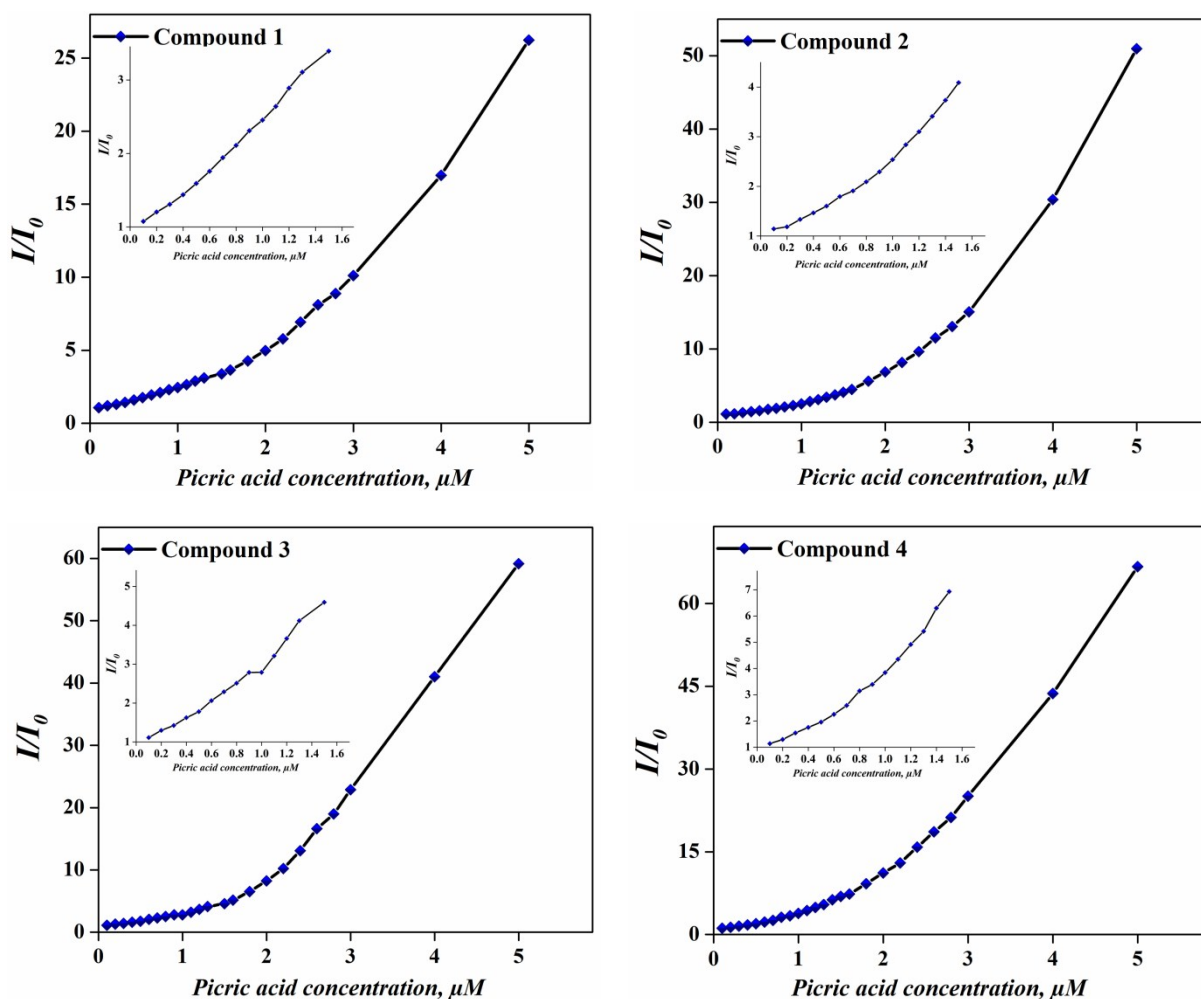 Compound 1
25
20
15
10
5
0
I/I0
0 1 2 3 4 5
Picric acid concentration, µM
3
2
1
I/I0
0.0 0.2 0.4 0.6 0.8 1.0 1.2 1.4 1.6
Picric acid concentration, µM
Compound 2
50
40
30
20
10
0
I/I0
0 1 2 3 4 5
Picric acid concentration, µM
4
3
2
1
I/I0
0.0 0.2 0.4 0.6 0.8 1.0 1.2 1.4 1.6
Picric acid concentration, µM
Compound 3
60
50
40
30
20
10
0
I/I0
0 1 2 3 4 5
Picric acid concentration, µM
5
4
3
2
1
I/I0
0.0 0.2 0.4 0.6 0.8 1.0 1.2 1.4 1.6
Picric acid concentration, µM
Compound 4
60
45
30
15
0
I/I0
0 1 2 3 4 5
Picric acid concentration, µM
7
6
5
4
3
2
1
I/I0
0.0 0.2 0.4 0.6 0.8 1.0 1.2 1.4 1.6
Picric acid concentration, µM